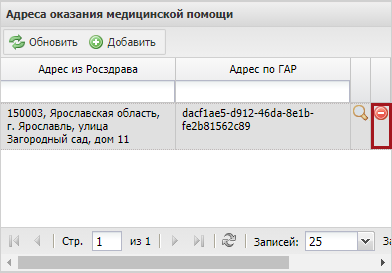 Адреса оказания медицинской помощи
Обновить Добавить
Адрес из Росздрава Адрес по ГАР
150003, Ярославская область, dacf1ae5-d912-46da-8e1b-
г. Ярославль, улица fe2b81562c89
Загородный сад, дом 11
Стр. 1 из 1 Записей: 25 За